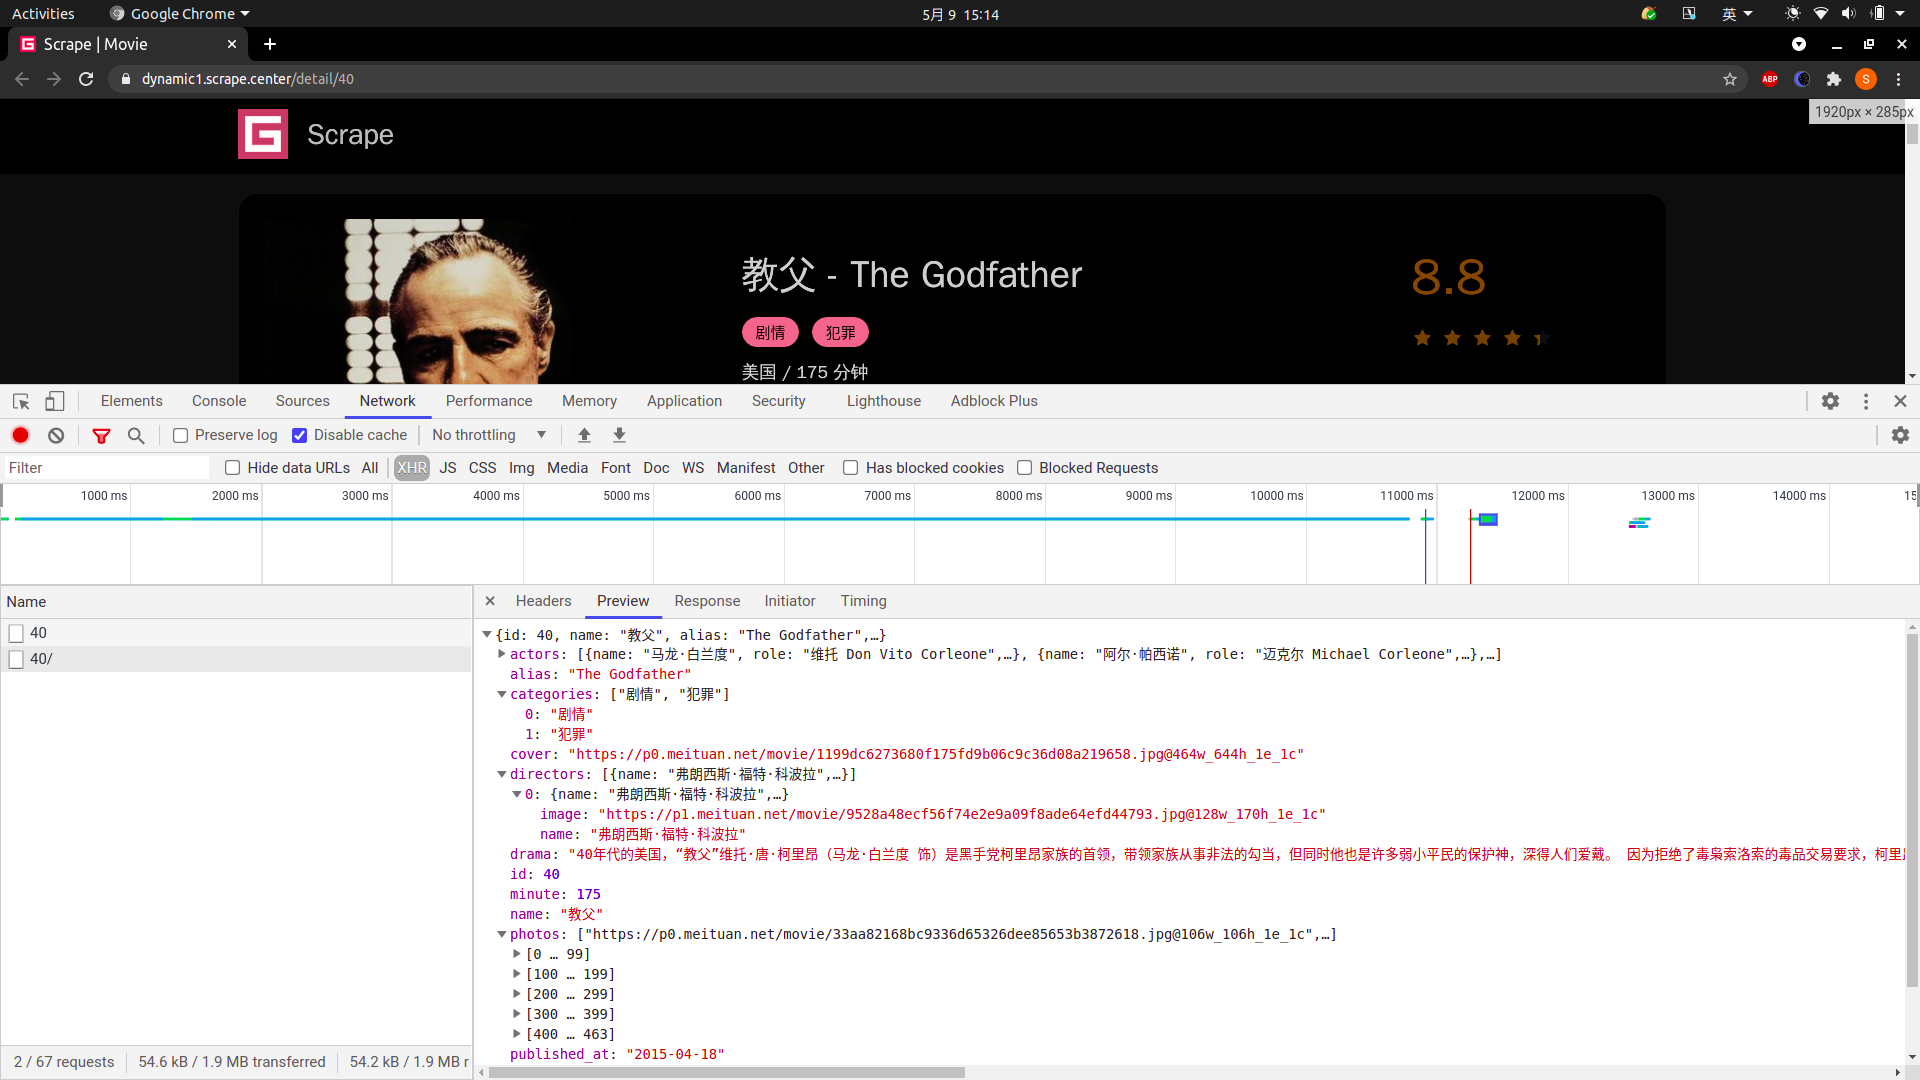 Activities Google Chrome 5月 9 15:14 英
Scrape | Movie
dynamic1.scrape.center/detail/40 ABP S
1920px × 285px
Scrape
教父 - The Godfather 8.8
剧情 犯罪
美国 / 175 分钟
Elements Console Sources Network Performance Memory Application Security Lighthouse Adblock Plus
Preserve log Disable cache No throttling
Filter Hide data URLs All XHR JS CSS Img Media Font Doc WS Manifest Other Has blocked cookies Blocked Requests
1000 ms 2000 ms 3000 ms 4000 ms 5000 ms 6000 ms 7000 ms 8000 ms 9000 ms 10000 ms 11000 ms 12000 ms 13000 ms 14000 ms 15
Name
40
40/
2 / 67 requests 54.6 kB / 1.9 MB transferred 54.2 kB / 1.9 MB r
Headers Preview Response Initiator Timing
{id: 40, name: "教父", alias: "The Godfather",…}
actors: [{name: "马龙·白兰度", role: "维托 Don Vito Corleone",…}, {name: "阿尔·帕西诺", role: "迈克尔 Michael Corleone",…},…]
alias: "The Godfather"
categories: ["剧情", "犯罪"]
0: "剧情"
1: "犯罪"
cover: "https://p0.meituan.net/movie/1199dc6273680f175fd9b06c9c36d08a219658.jpg@464w_644h_1e_1c"
directors: [{name: "弗朗西斯·福特·科波拉",…}]
0: {name: "弗朗西斯·福特·科波拉",…}
image: "https://p1.meituan.net/movie/9528a48ecf56f74e2e9a09f8ade64efd44793.jpg@128w_170h_1e_1c"
name: "弗朗西斯·福特·科波拉"
drama: "40年代的美国，“教父”维托·唐·柯里昂（马龙·白兰度 饰）是黑手党柯里昂家族的首领，带领家族从事非法的勾当，但同时他也是许多弱小平民的保护神，深得人们爱戴。 因为拒绝了毒枭索洛索的毒品交易要求，柯里
id: 40
minute: 175
name: "教父"
photos: ["https://p0.meituan.net/movie/33aa82168bc9336d65326dee85653b3872618.jpg@106w_106h_1e_1c",…]
[0 … 99]
[100 … 199]
[200 … 299]
[300 … 399]
[400 … 463]
published_at: "2015-04-18"